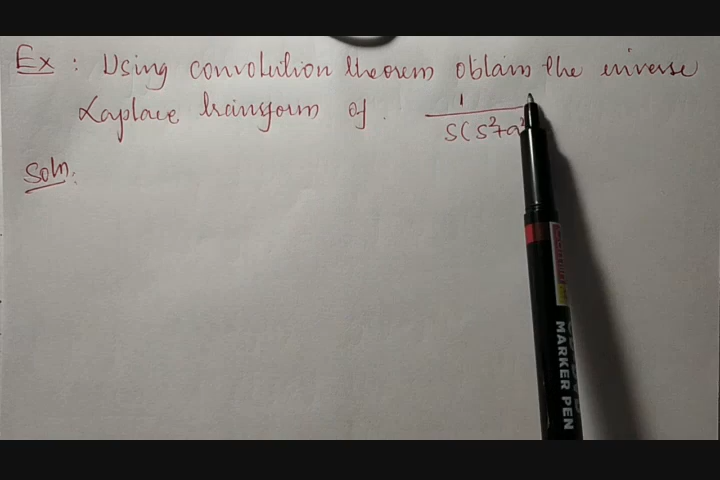 Ex : Using convolution theorem obtain the inverse
Laplace transform of. 1
S(S²+a²
Soln:
MARKER PEN